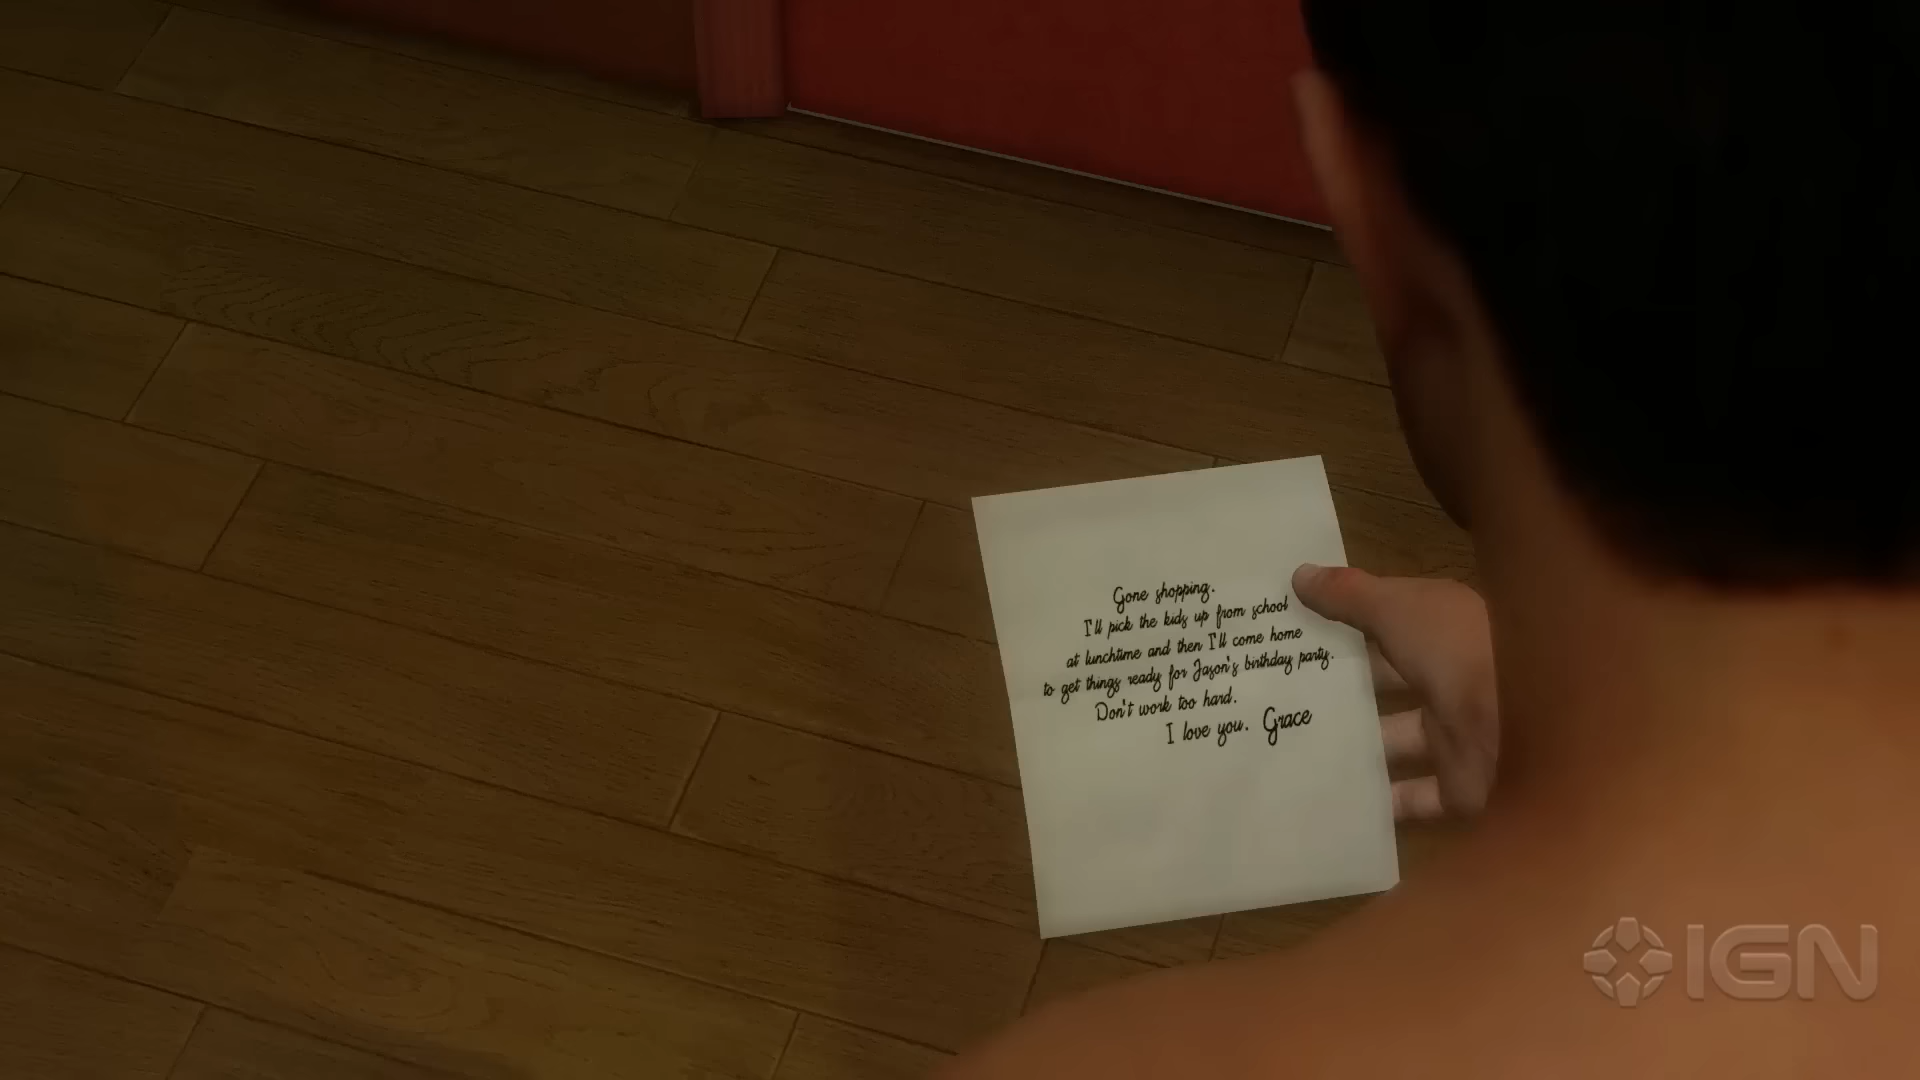 Gone shopping.
I'll pick the kids up from school
at lunchtime and then I'll come home
to get things ready for Jason's birthday party.
Don't work too hard.
I love you. Grace
IGN